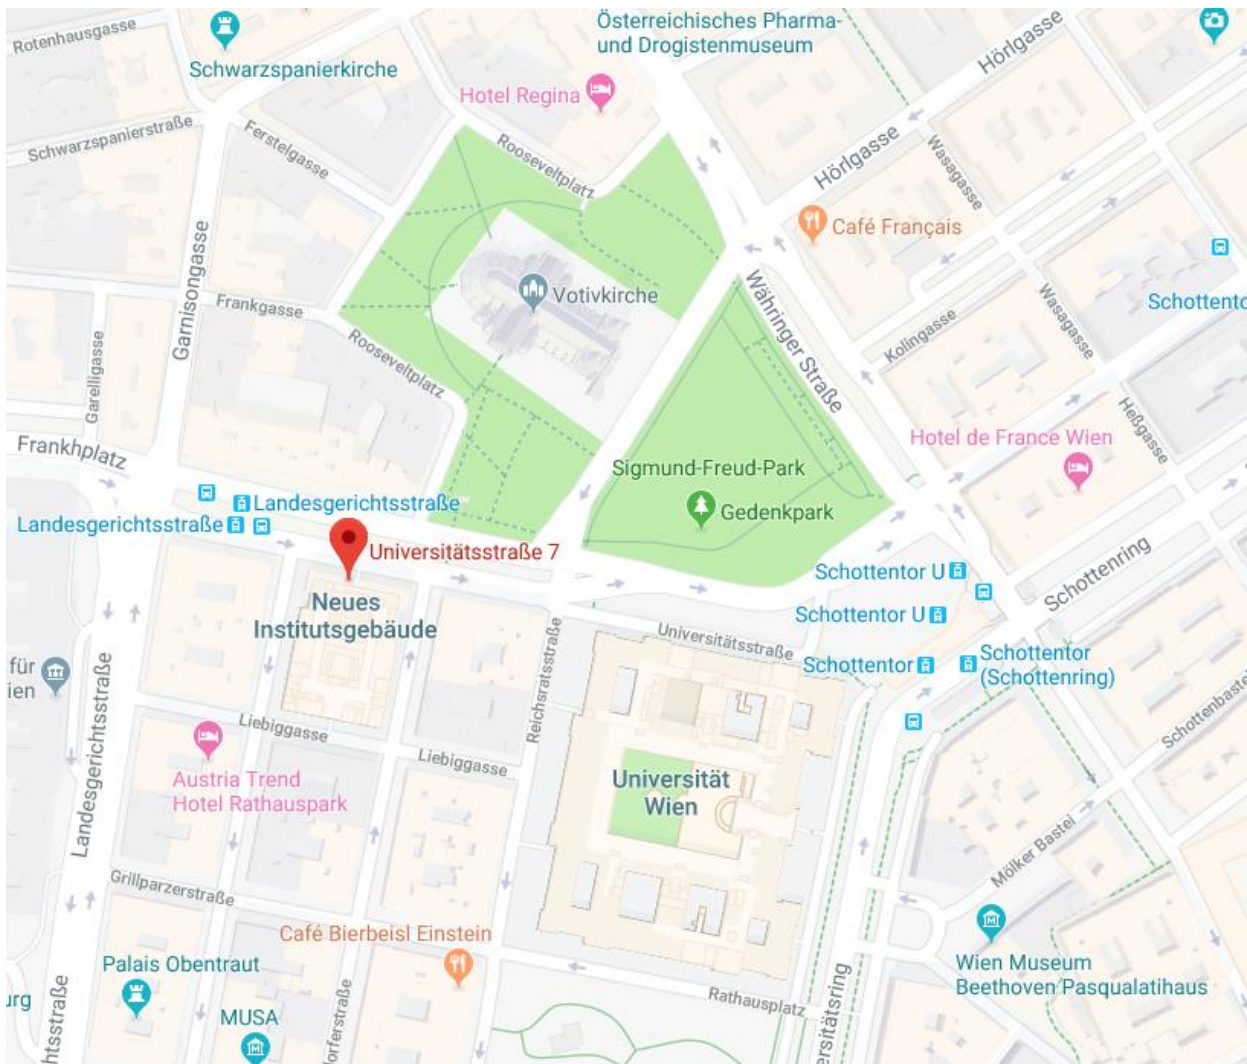 Rotenhausgasse
Schwarzspanierkirche
Österreichisches Pharma-
und Drogistenmuseum
Hörlgasse
Hotel Regina
Schwarzspanierstraße
Ferstelgasse
Rooseveltplatz
Hörlgasse
Wasagasse
Café Français
Garnisongasse
Votivkirche
Währinger Straße
Wasagasse
Schottento
Frankgasse
Kolingasse
Rooseveltplatz
Garelligasse
Heßgasse
Frankhplatz
Hotel de France Wien
Sigmund-Freud-Park
Gedenkpark
Landesgerichtsstraße
Landesgerichtsstraße
Universitätsstraße 7
Schottentor U
Schottenring
Neues
Institutsgebäude
Schottentor U
Universitätsstraße
Schottentor
Schottentor
(Schottenring)
für
ien
Landesgerichtsstraße
Reichsratsstraße
Schottenbastei
Liebiggasse
Liebiggasse
Austria Trend
Hotel Rathauspark
Universität
Wien
Mölker Bastei
Grillparzerstraße
Café Bierbeisl Einstein
Palais Obentraut
Wien Museum
Beethoven Pasqualatihaus
urg
Rathausplatz
MUSA
htsstraße
orferstraße
ersitätsring